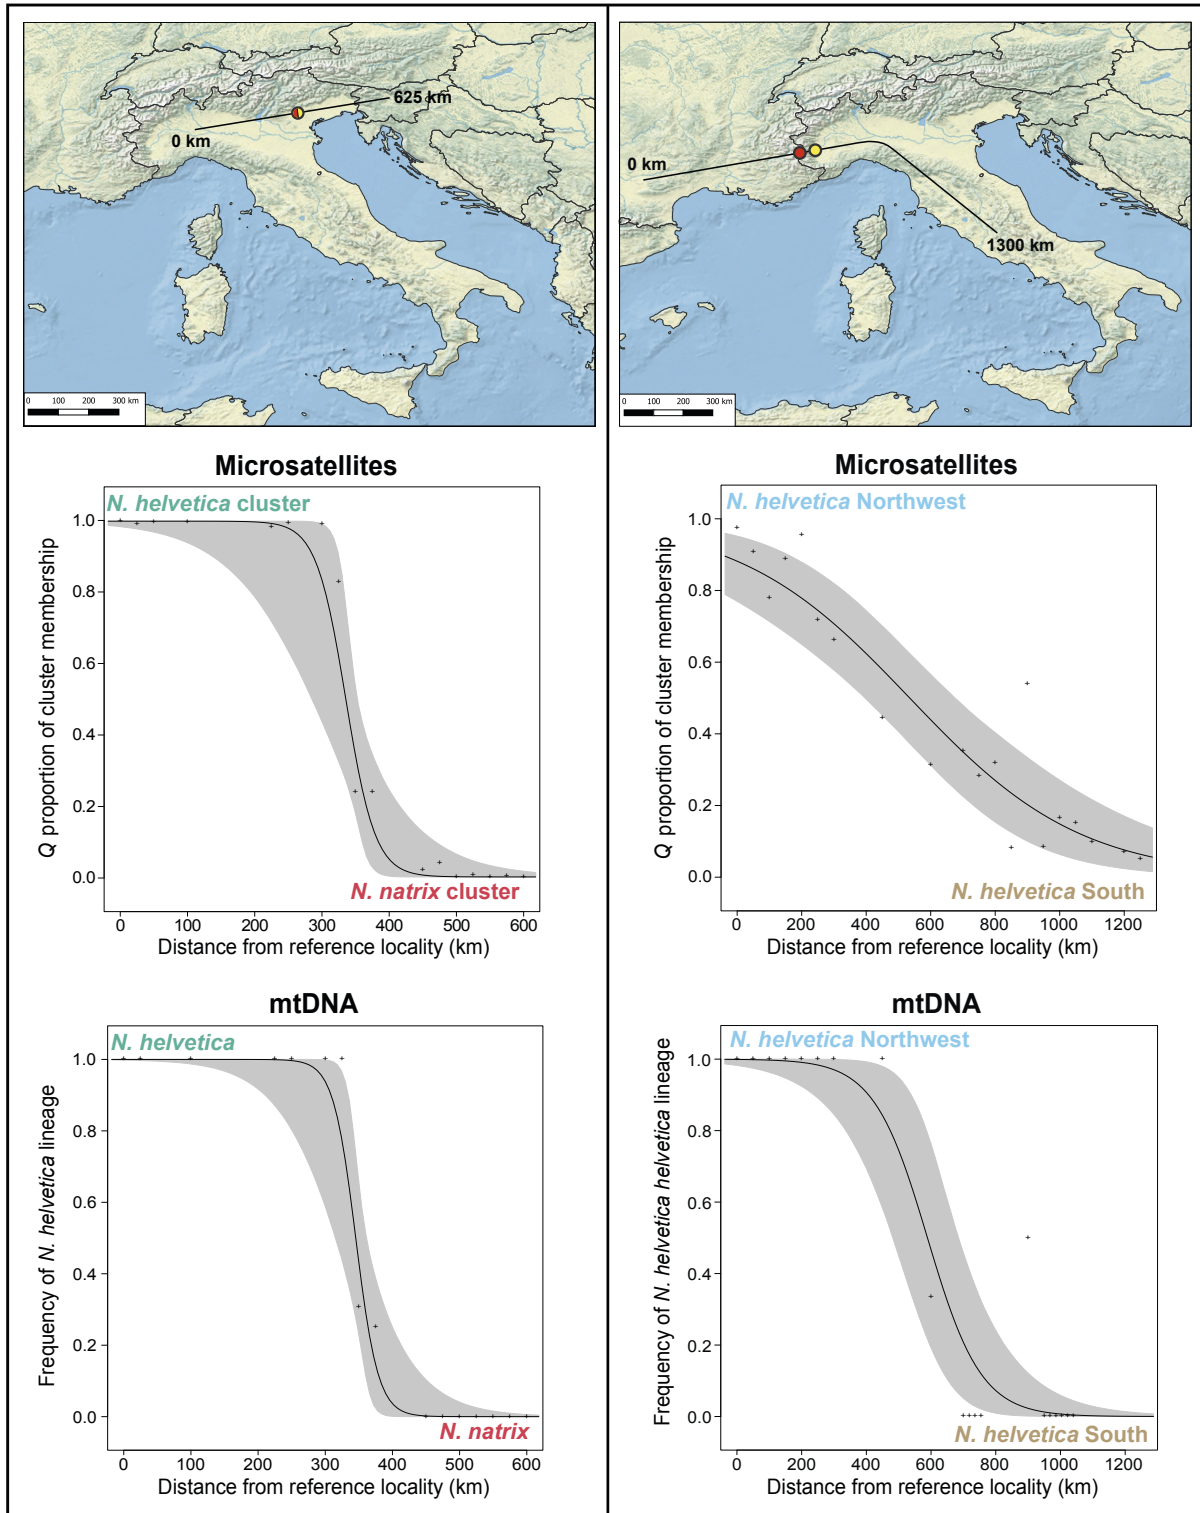 625 km
0 km
0 100 200 300 km
0 km
1300 km
0 100 200 300 km
Microsatellites
N. helvetica cluster
1.0
0.8
0.6
0.4
0.2
0.0
Q proportion of cluster membership
N. natrix cluster
0 100 200 300 400 500 600
Distance from reference locality (km)
Microsatellites
N. helvetica Northwest
1.0
0.8
0.6
0.4
0.2
0.0
Q proportion of cluster membership
N. helvetica South
0 200 400 600 800 1000 1200
Distance from reference locality (km)
mtDNA
N. helvetica
1.0
0.8
0.6
0.4
0.2
0.0
Frequency of N. helvetica lineage
N. natrix
0 100 200 300 400 500 600
Distance from reference locality (km)
mtDNA
N. helvetica Northwest
1.0
0.8
0.6
0.4
0.2
0.0
Frequency of N. helvetica helvetica lineage
N. helvetica South
0 200 400 600 800 1000 1200
Distance from reference locality (km)